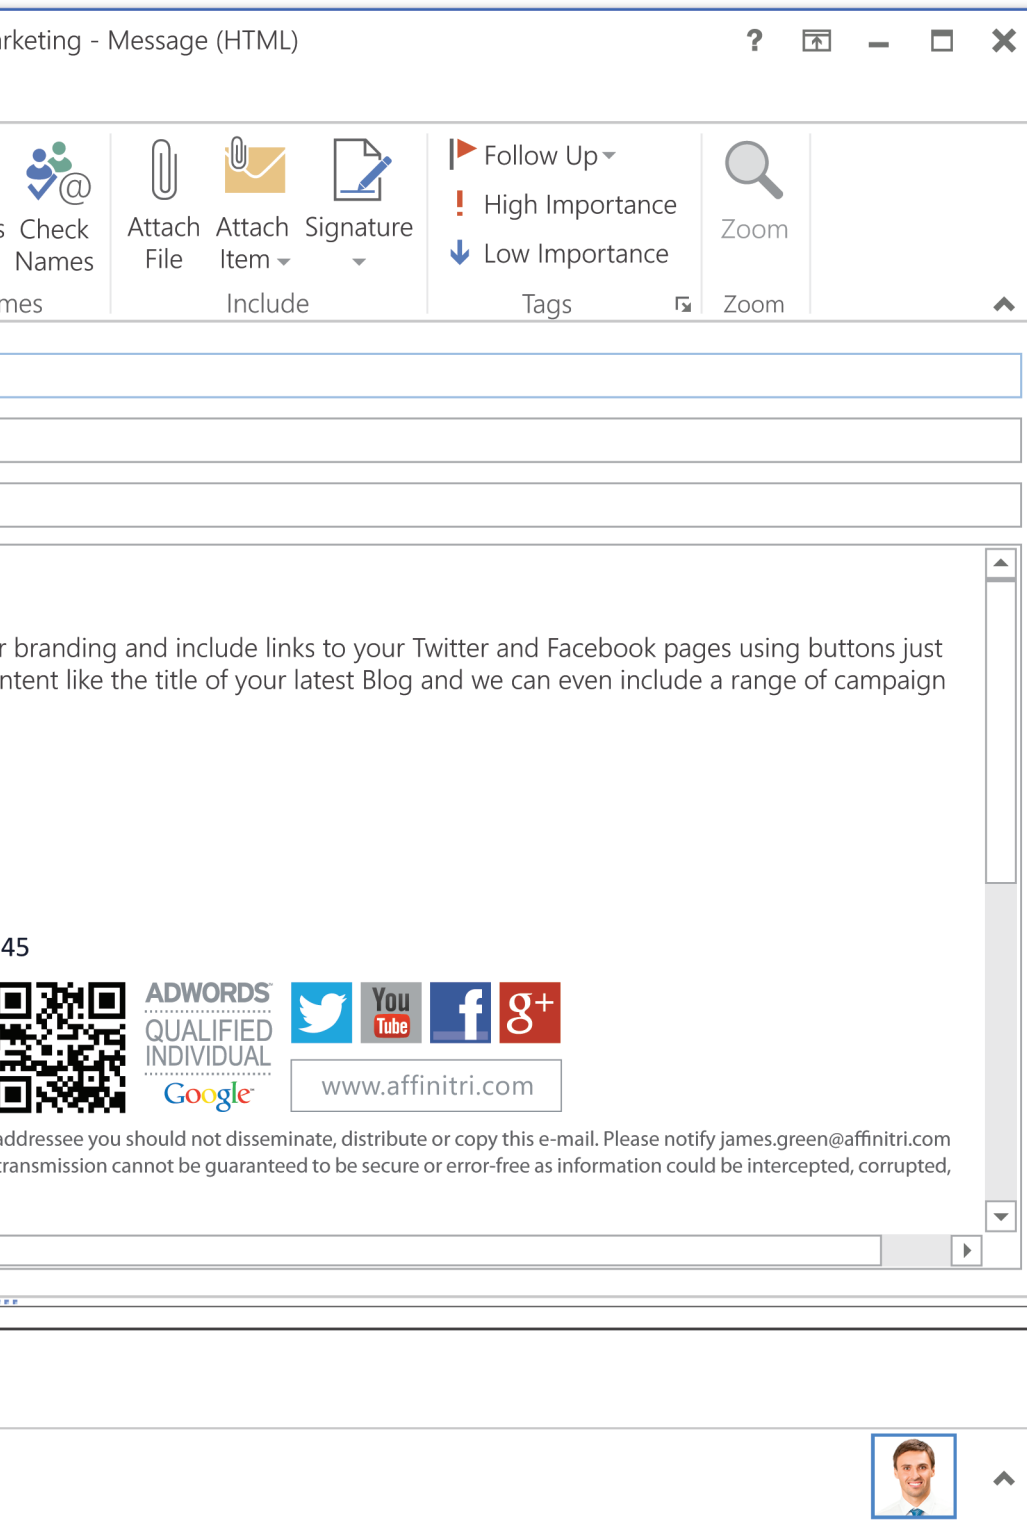 rketing - Message (HTML) ?
Follow Up
High Importance
Low Importance
Check
Names
@
Attach
File
Attach
Item
Signature
Zoom
Include
Tags
Zoom
branding and include links to your Twitter and Facebook pages using buttons just
ntent like the title of your latest Blog and we can even include a range of campaign
45
ADWORDS
QUALIFIED
INDIVIDUAL
Google
You
Tube
f
g+
www.affinitri.com
addressee you should not disseminate, distribute or copy this e-mail. Please notify james.green@affinitri.com
transmission cannot be guaranteed to be secure or error-free as information could be intercepted, corrupted,